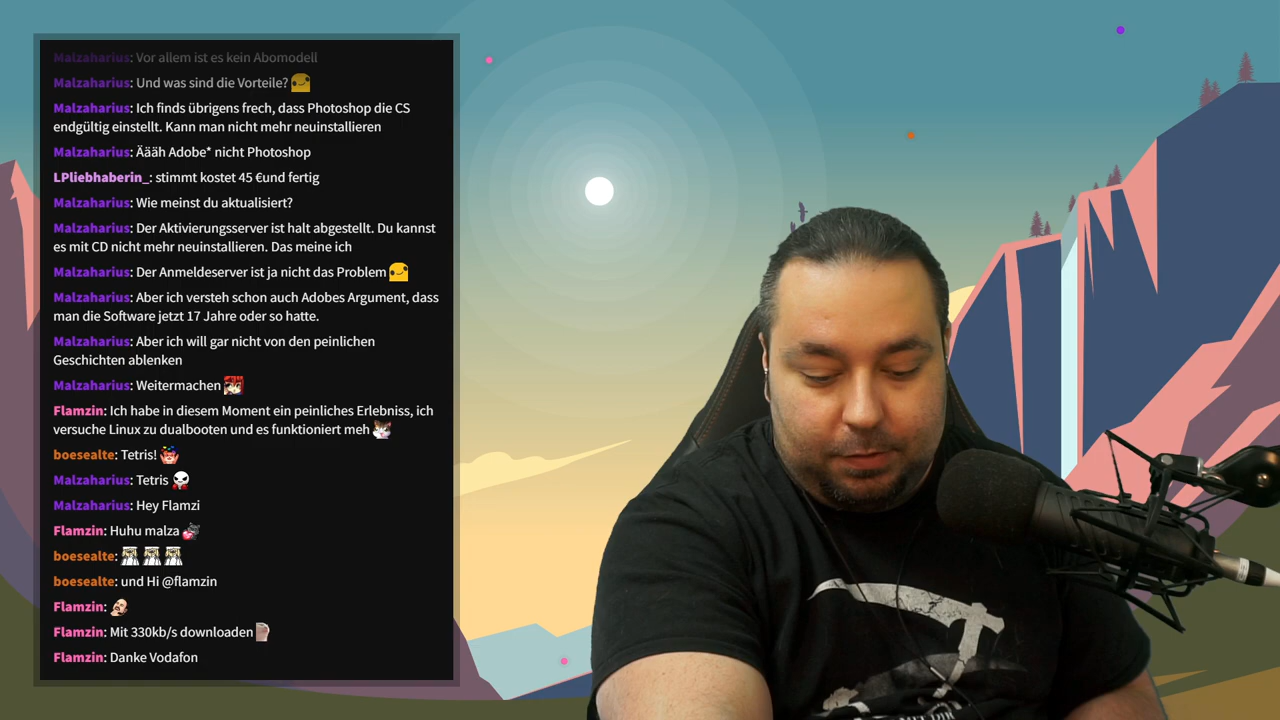 Malzaharius: Vor allem ist es kein Abomodell
Malzaharius: Und was sind die Vorteile?
Malzaharius: Ich finds übrigens frech, dass Photoshop die CS
endgültig einstellt. Kann man nicht mehr neuinstallieren
Malzaharius: Äääh Adobe* nicht Photoshop
LPliebhaberin_: stimmt kostet 45 €und fertig
Malzaharius: Wie meinst du aktualisiert?
Malzaharius: Der Aktivierungsserver ist halt abgestellt. Du kannst
es mit CD nicht mehr neuinstallieren. Das meine ich
Malzaharius: Der Anmeldeserver ist ja nicht das Problem
Malzaharius: Aber ich versteh schon auch Adobes Argument, dass
man die Software jetzt 17 Jahre oder so hatte.
Malzaharius: Aber ich will gar nicht von den peinlichen
Geschichten ablenken
Malzaharius: Weitermachen
Flamzin: Ich habe in diesem Moment ein peinliches Erlebniss, ich
versuche Linux zu dualbooten und es funktioniert meh
boesealte: Tetris!
Malzaharius: Tetris
Malzaharius: Hey Flamzi
Flamzin: Huhu malza
boesealte:
boesealte: und Hi @flamzin
Flamzin:
Flamzin: Mit 330kb/s downloaden
Flamzin: Danke Vodafon